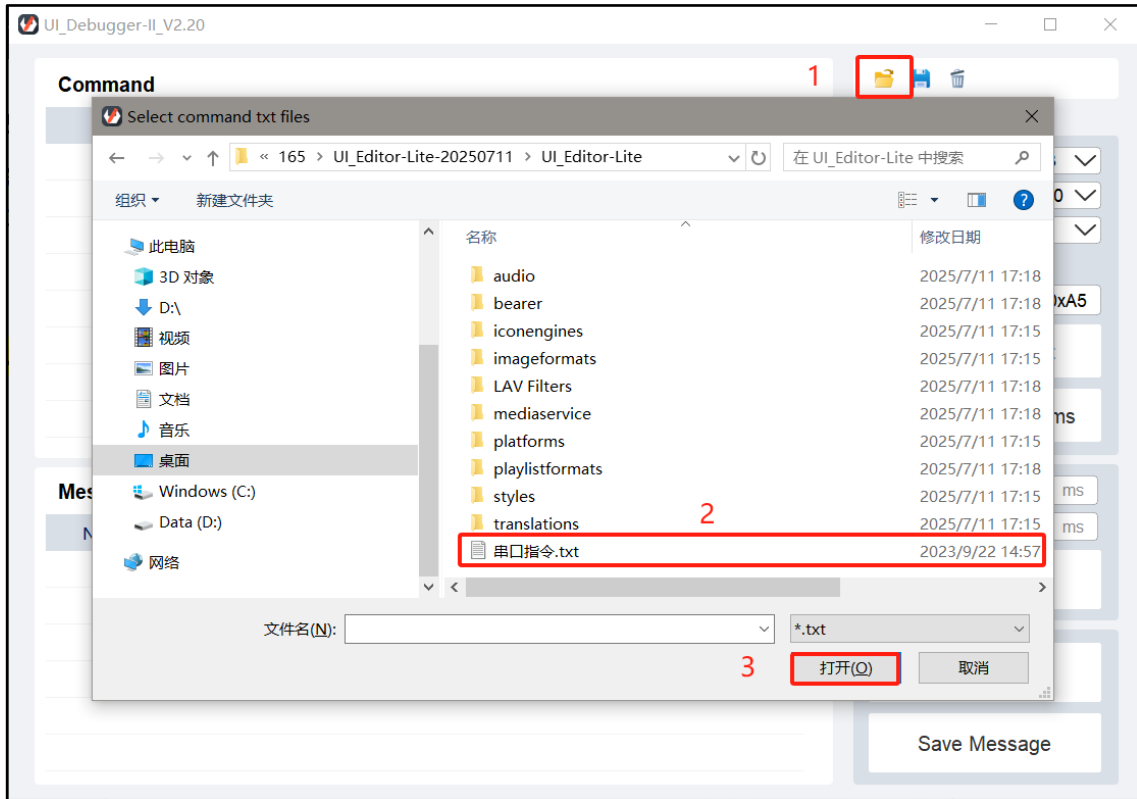 UI_Debugger-II_V2.20
Command
1
Select command txt files
« 165 > UI_Editor-Lite-20250711 > UI_Editor-Lite
在 UI_Editor-Lite 中搜索
组织
新建文件夹
0
名称
修改日期
此电脑
3D 对象
D:\
视频
图片
文档
音乐
桌面
Windows (C:)
Data (D:)
网络
audio 2025/7/11 17:18
bearer 2025/7/11 17:18
iconengines 2025/7/11 17:15
imageformats 2025/7/11 17:15
LAV Filters 2025/7/11 17:18
mediaservice 2025/7/11 17:18
platforms 2025/7/11 17:15
playlistformats 2025/7/11 17:18
styles 2025/7/11 17:15
translations 2025/7/11 17:15
2
串口指令.txt 2023/9/22 14:57
xA5
ms
Mes
ms
N
ms
文件名(N):
*.txt
3
打开(O)
取消
Save Message